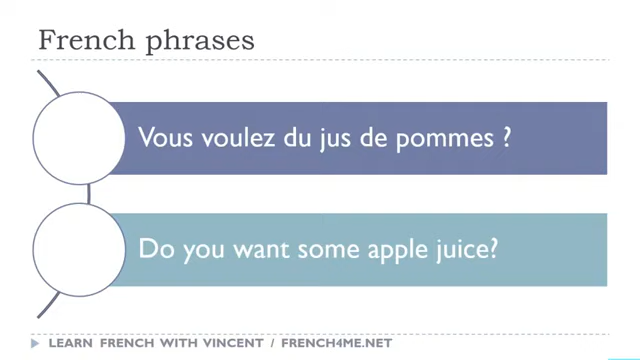 French phrases
Vous voulez du jus de pommes ?
Do you want some apple juice?
LEARN FRENCH WITH VINCENT / FRENCH4ME.NET